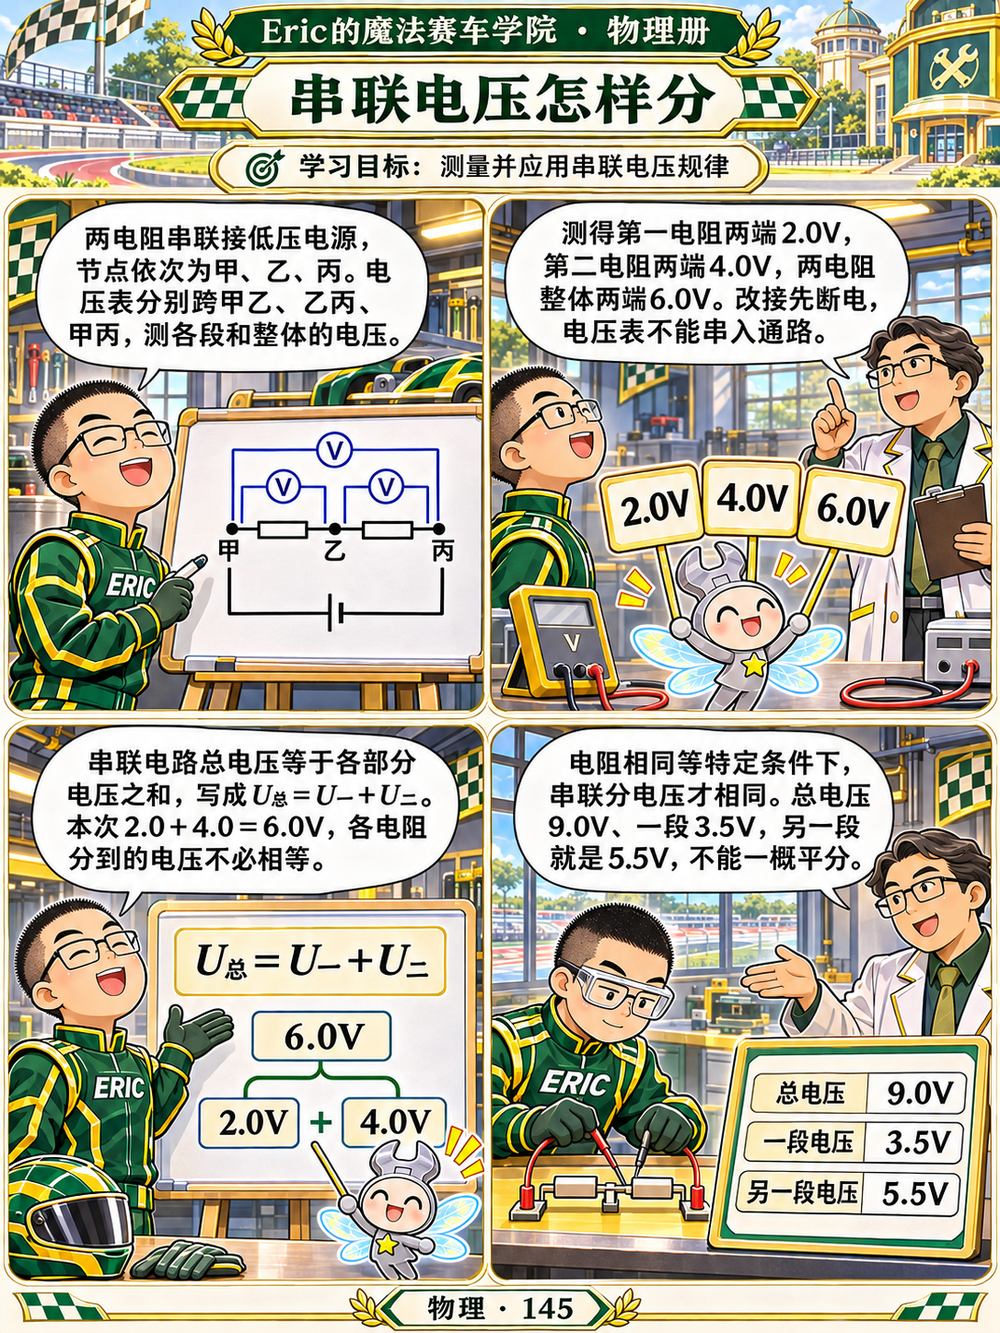 Eric的魔法赛车学院 · 物理册
串联电压怎样分
学习目标：测量并应用串联电压规律
两电阻串联接低压电源，
节点依次为甲、乙、丙。电
压表分别跨甲乙、乙丙、
甲丙，测各段和整体的电压。
V
V
V
甲
乙
丙
ERIC
测得第一电阻两端2.0V，
第二电阻两端4.0V，两电阻
整体两端6.0V。改接先断电，
电压表不能串入通路。
2.0V
4.0V
6.0V
V
串联电路总电压等于各部分
电压之和，写成U总=U一+U二。
本次2.0+4.0=6.0V，各电阻
分到的电压不必相等。
U总=U一+U二
6.0V
2.0V + 4.0V
ERIC
电阻相同等特定条件下，
串联分电压才相同。总电压
9.0V、一段3.5V，另一段
就是5.5V，不能一概平分。
ERIC
总电压 9.0V
一段电压 3.5V
另一段电压 5.5V
物理 · 145